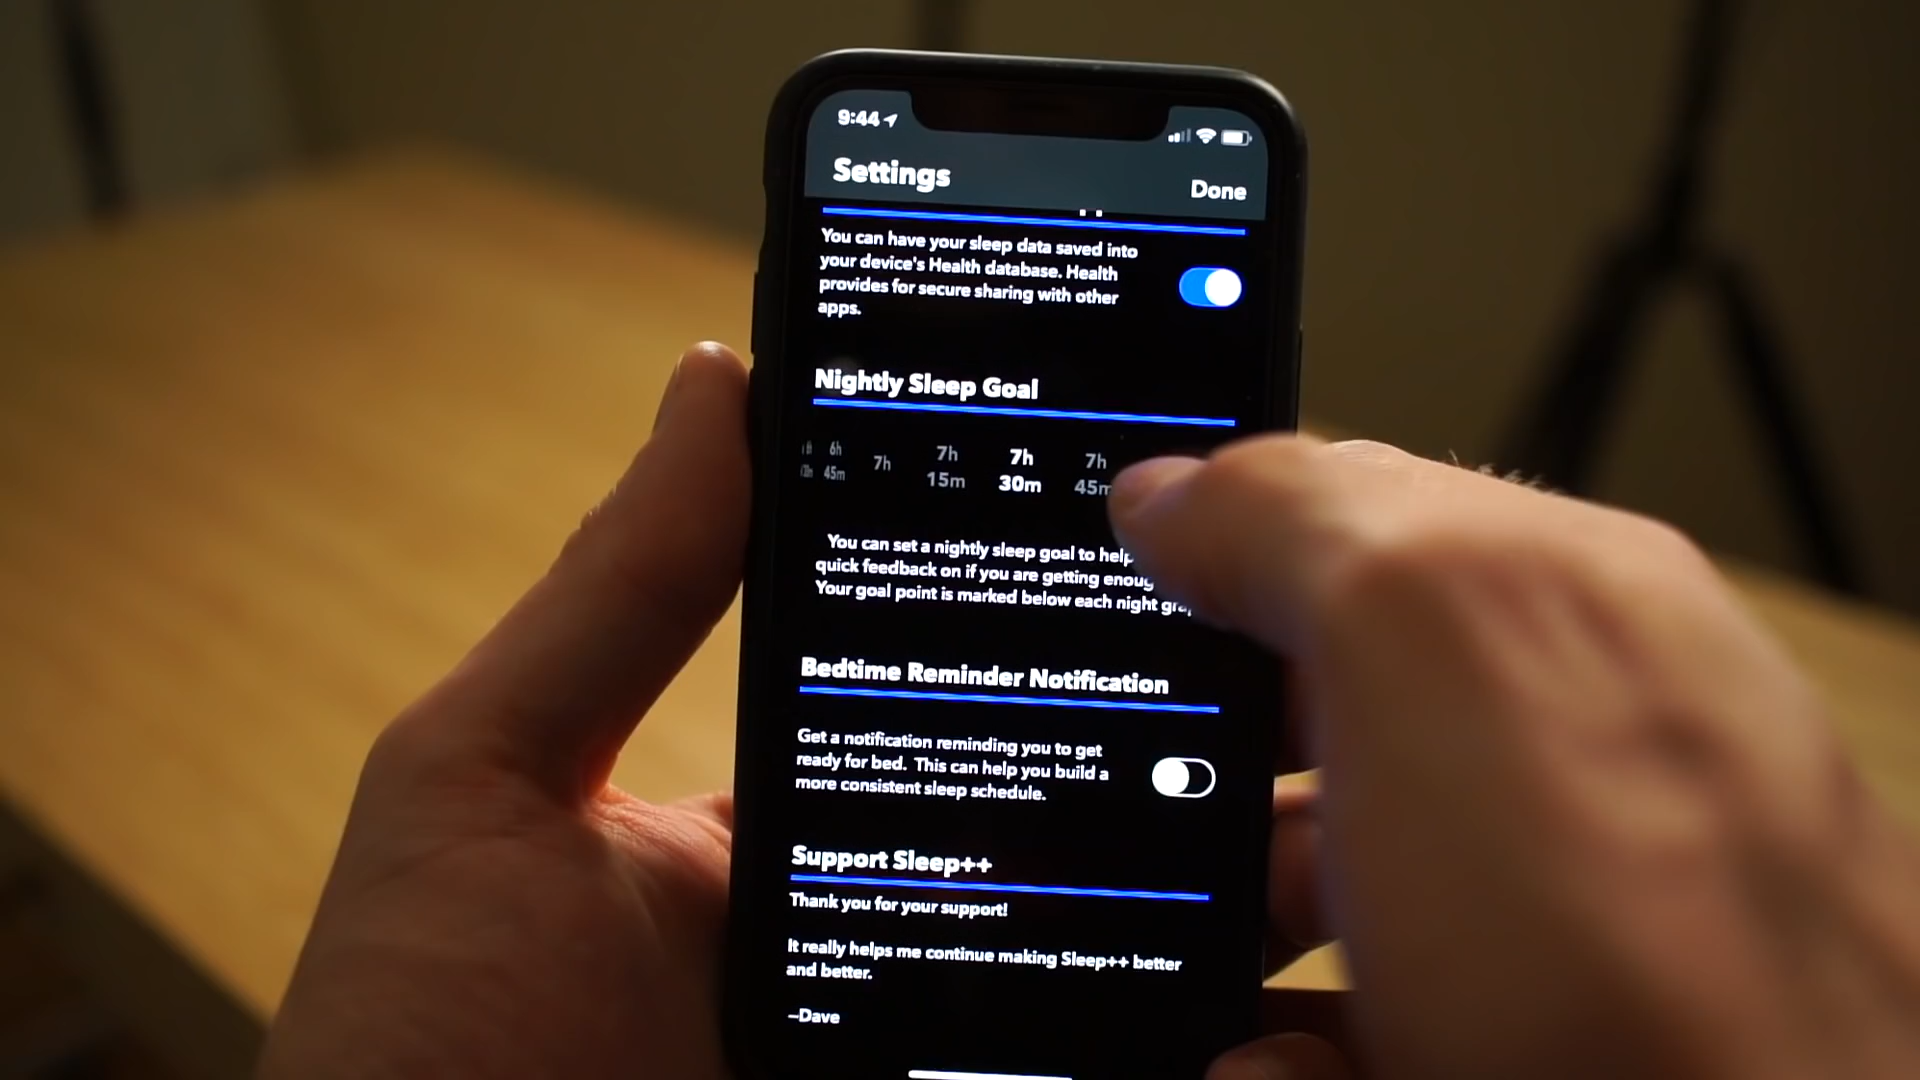 9:44
Settings
Done
You can have your sleep data saved into
your device's Health database. Health
provides for secure sharing with other
apps.
Nightly Sleep Goal
6h 7h 7h 7h 7h
45m 15m 30m 45m
You can set a nightly sleep goal to help
quick feedback on if you are getting
Your goal point is marked below each night
Bedtime Reminder Notification
Get a notification reminding you to get
ready for bed. This can help you build a
more consistent sleep schedule.
Support Sleep++
Thank you for your support!
It really helps me continue making Sleep++ better
and better.
–Dave